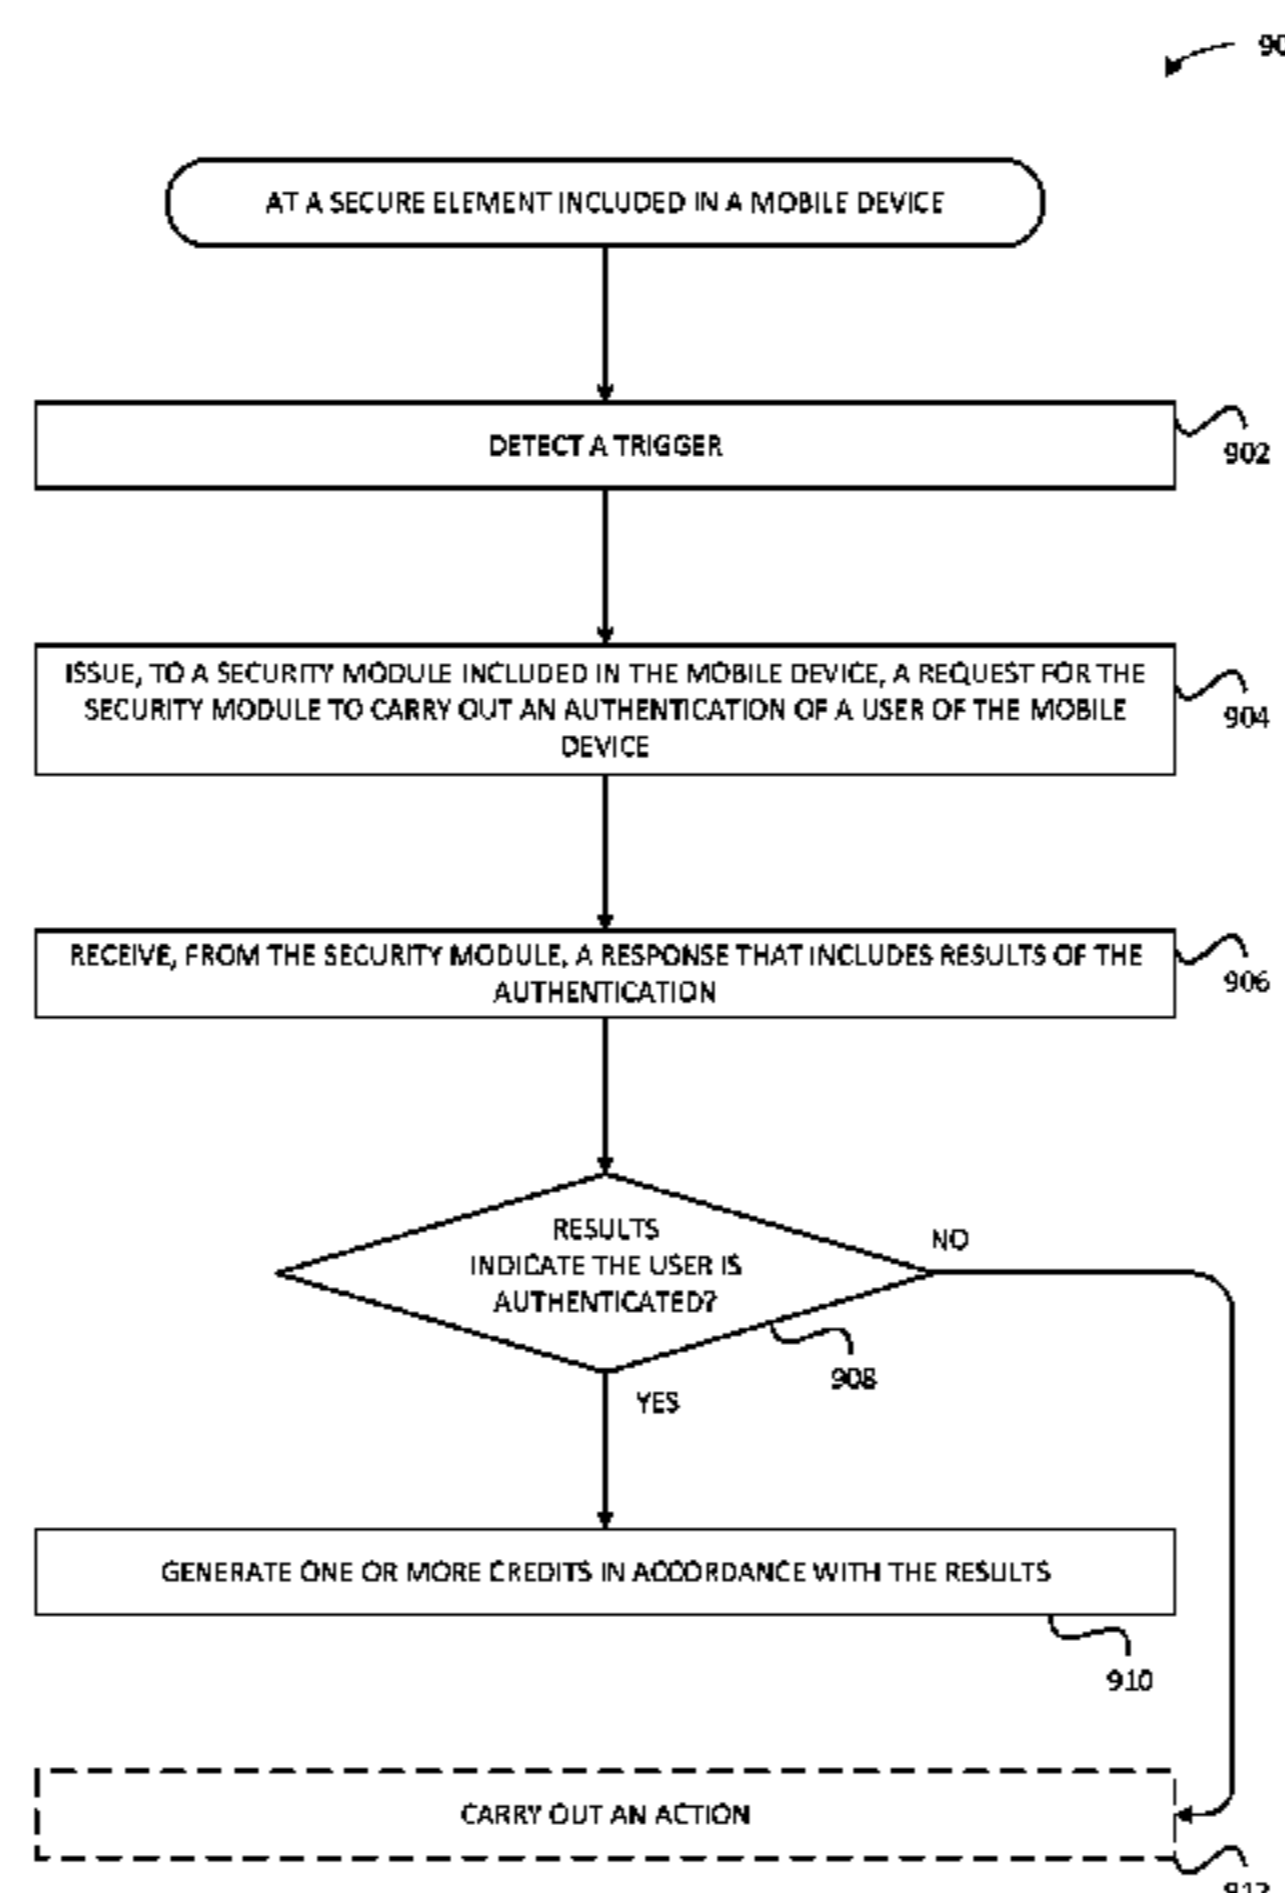 90
AT A SECURE ELEMENT INCLUDED IN A MOBILE DEVICE
DETECT A TRIGGER
902
ISSUE, TO A SECURITY MODULE INCLUDED IN THE MOBILE DEVICE, A REQUEST FOR THE
SECURITY MODULE TO CARRY OUT AN AUTHENTICATION OF A USER OF THE MOBILE
DEVICE
904
RECEIVE, FROM THE SECURITY MODULE, A RESPONSE THAT INCLUDES RESULTS OF THE
AUTHENTICATION
906
RESULTS
INDICATE THE USER IS
AUTHENTICATED?
NO
908
YES
GENERATE ONE OR MORE CREDITS IN ACCORDANCE WITH THE RESULTS
910
CARRY OUT AN ACTION